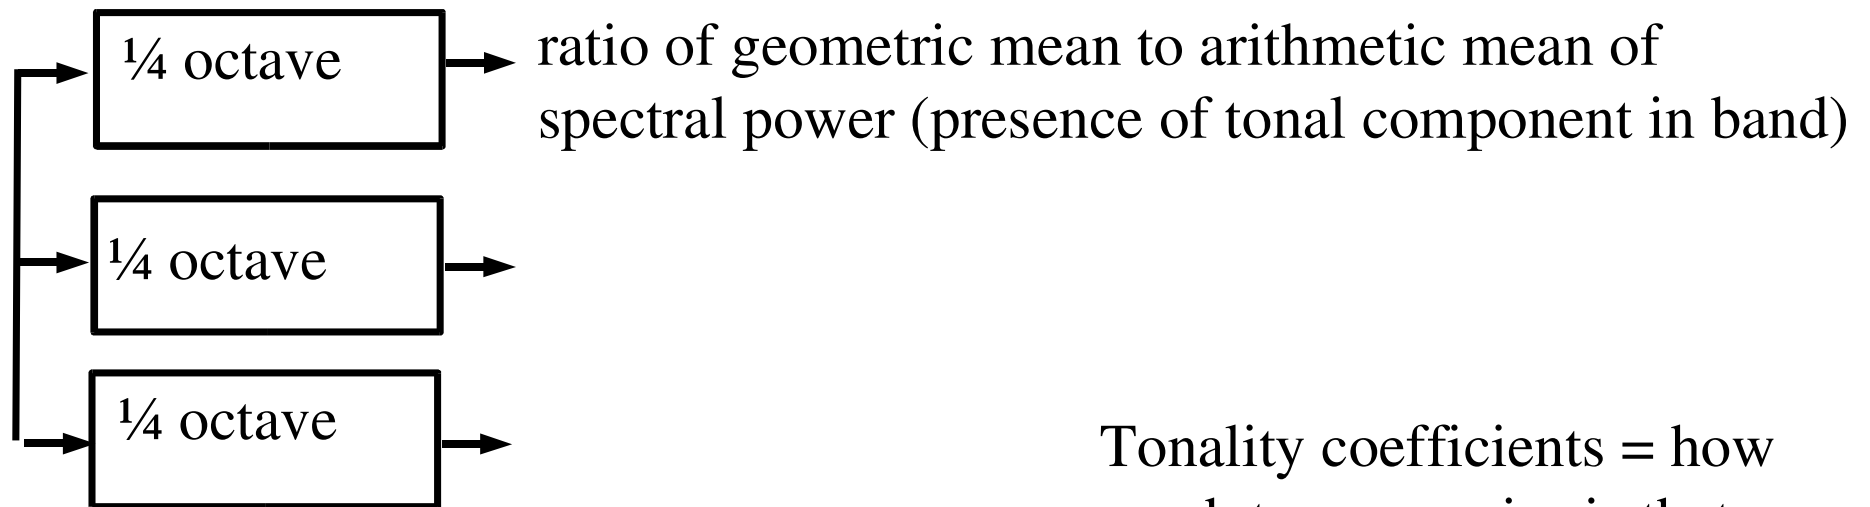 ¼ octave
ratio of geometric mean to arithmetic mean of
spectral power (presence of tonal component in band)
¼ octave
¼ octave
Tonality coefficients = how